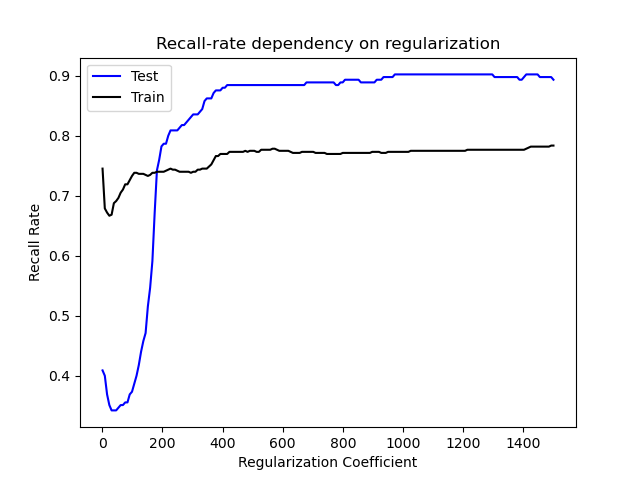 Recall-rate dependency on regularization
Test
Train
Recall Rate
0.9
0.8
0.7
0.6
0.5
0.4
0 200 400 600 800 1000 1200 1400
Regularization Coefficient